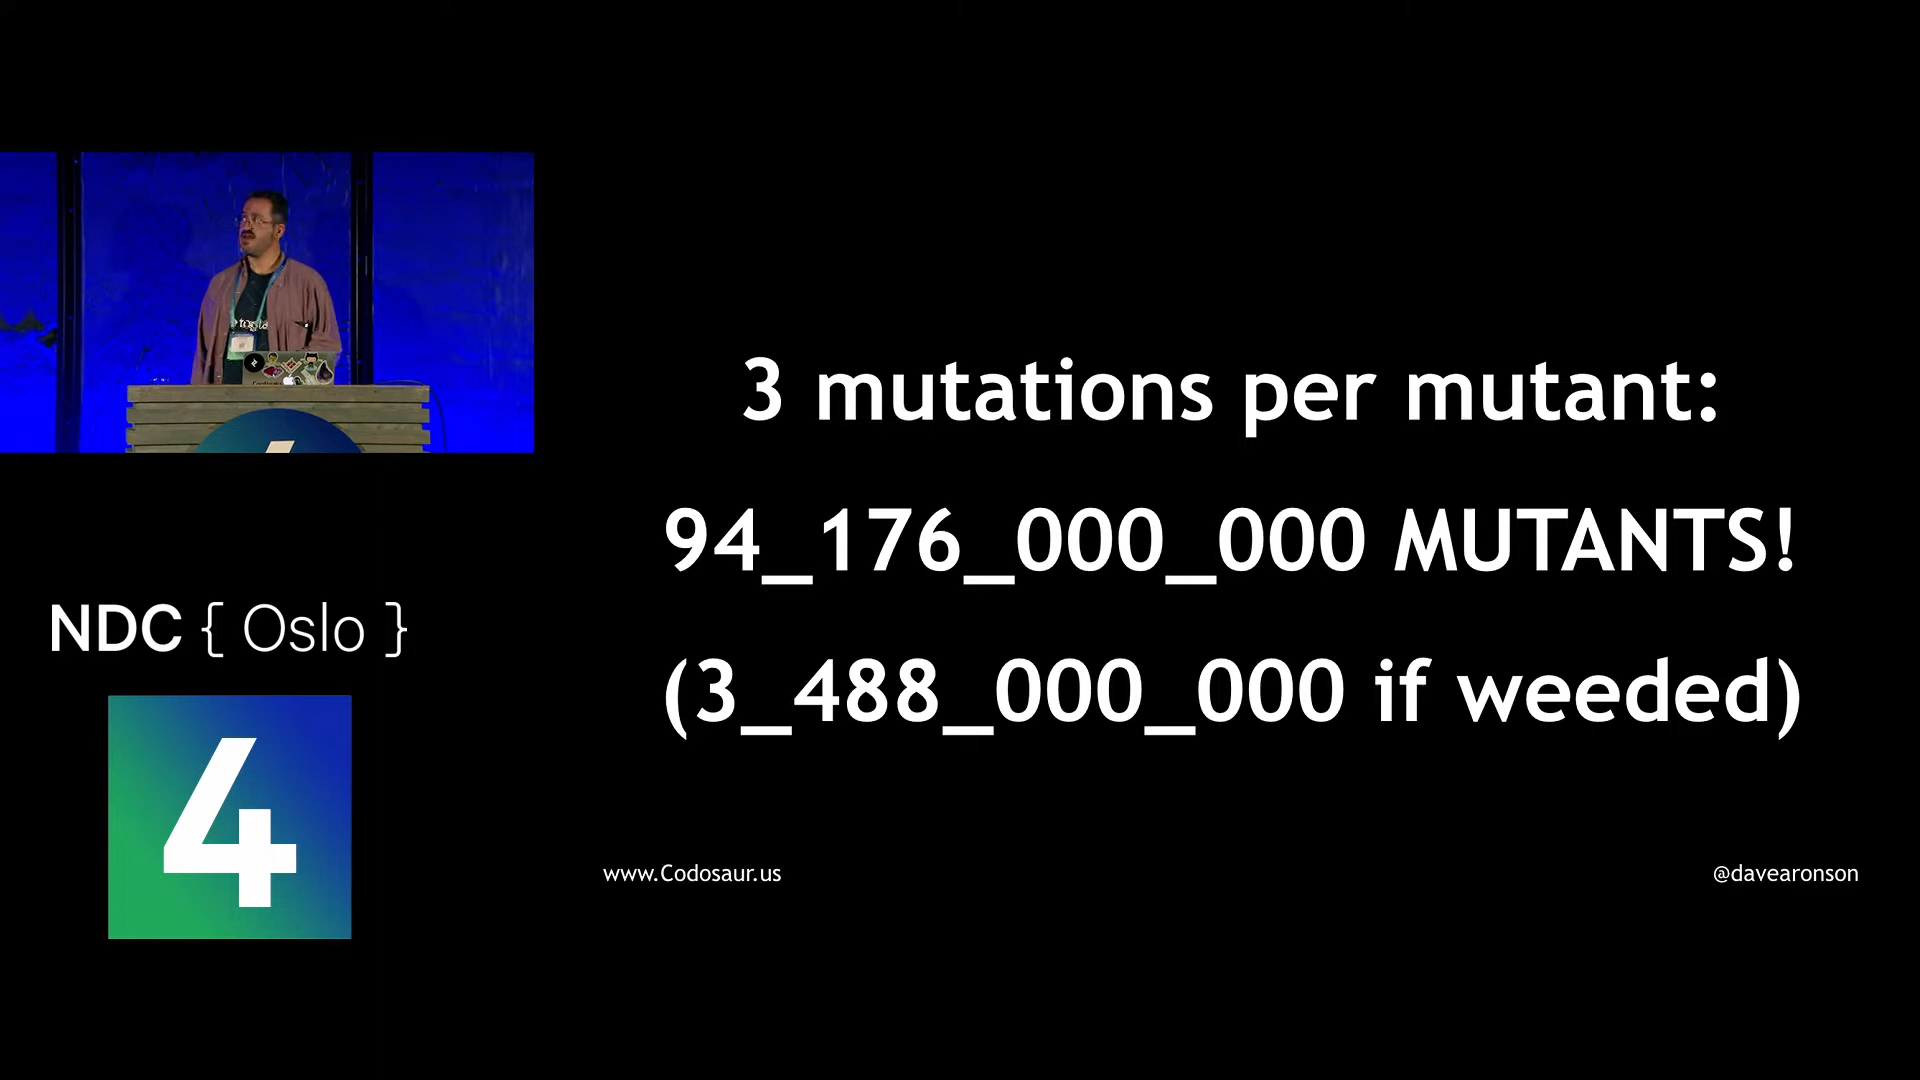 3 mutations per mutant:
94_176_000_000 MUTANTS!
(3_488_000_000 if weeded)
NDC { Oslo }
4
www.Codosaur.us
@davearonson